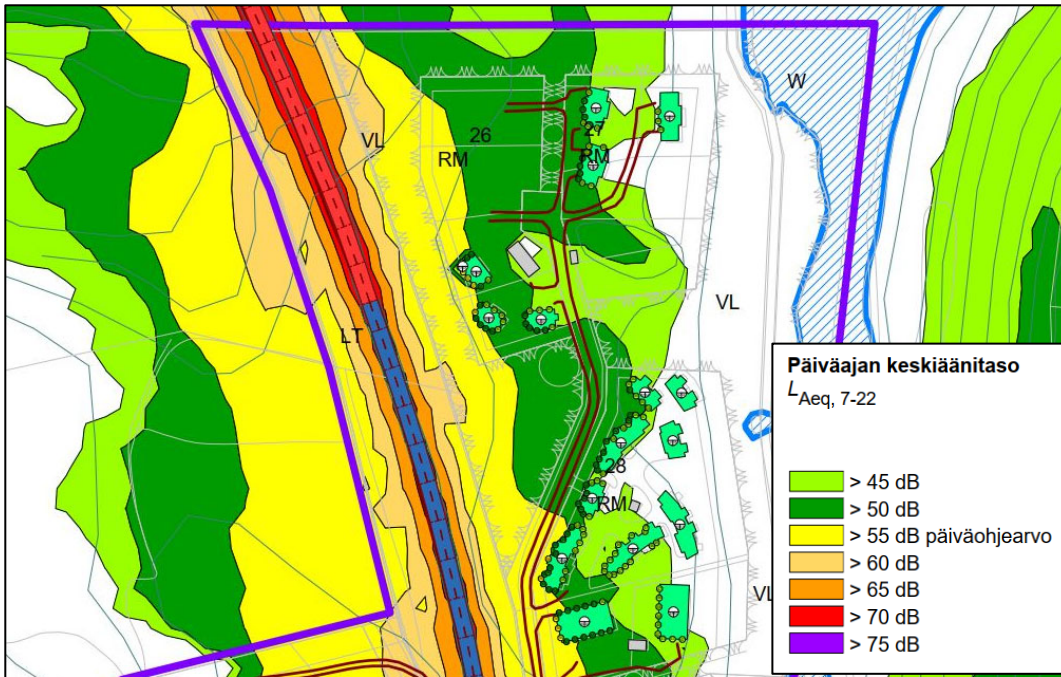 W
VL
26
RM
27
RM
VL
LT
28
RM
VL
Päiväajan keskiäänitaso
LAeq, 7-22
> 45 dB
> 50 dB
> 55 dB päiväohjearvo
> 60 dB
> 65 dB
> 70 dB
> 75 dB